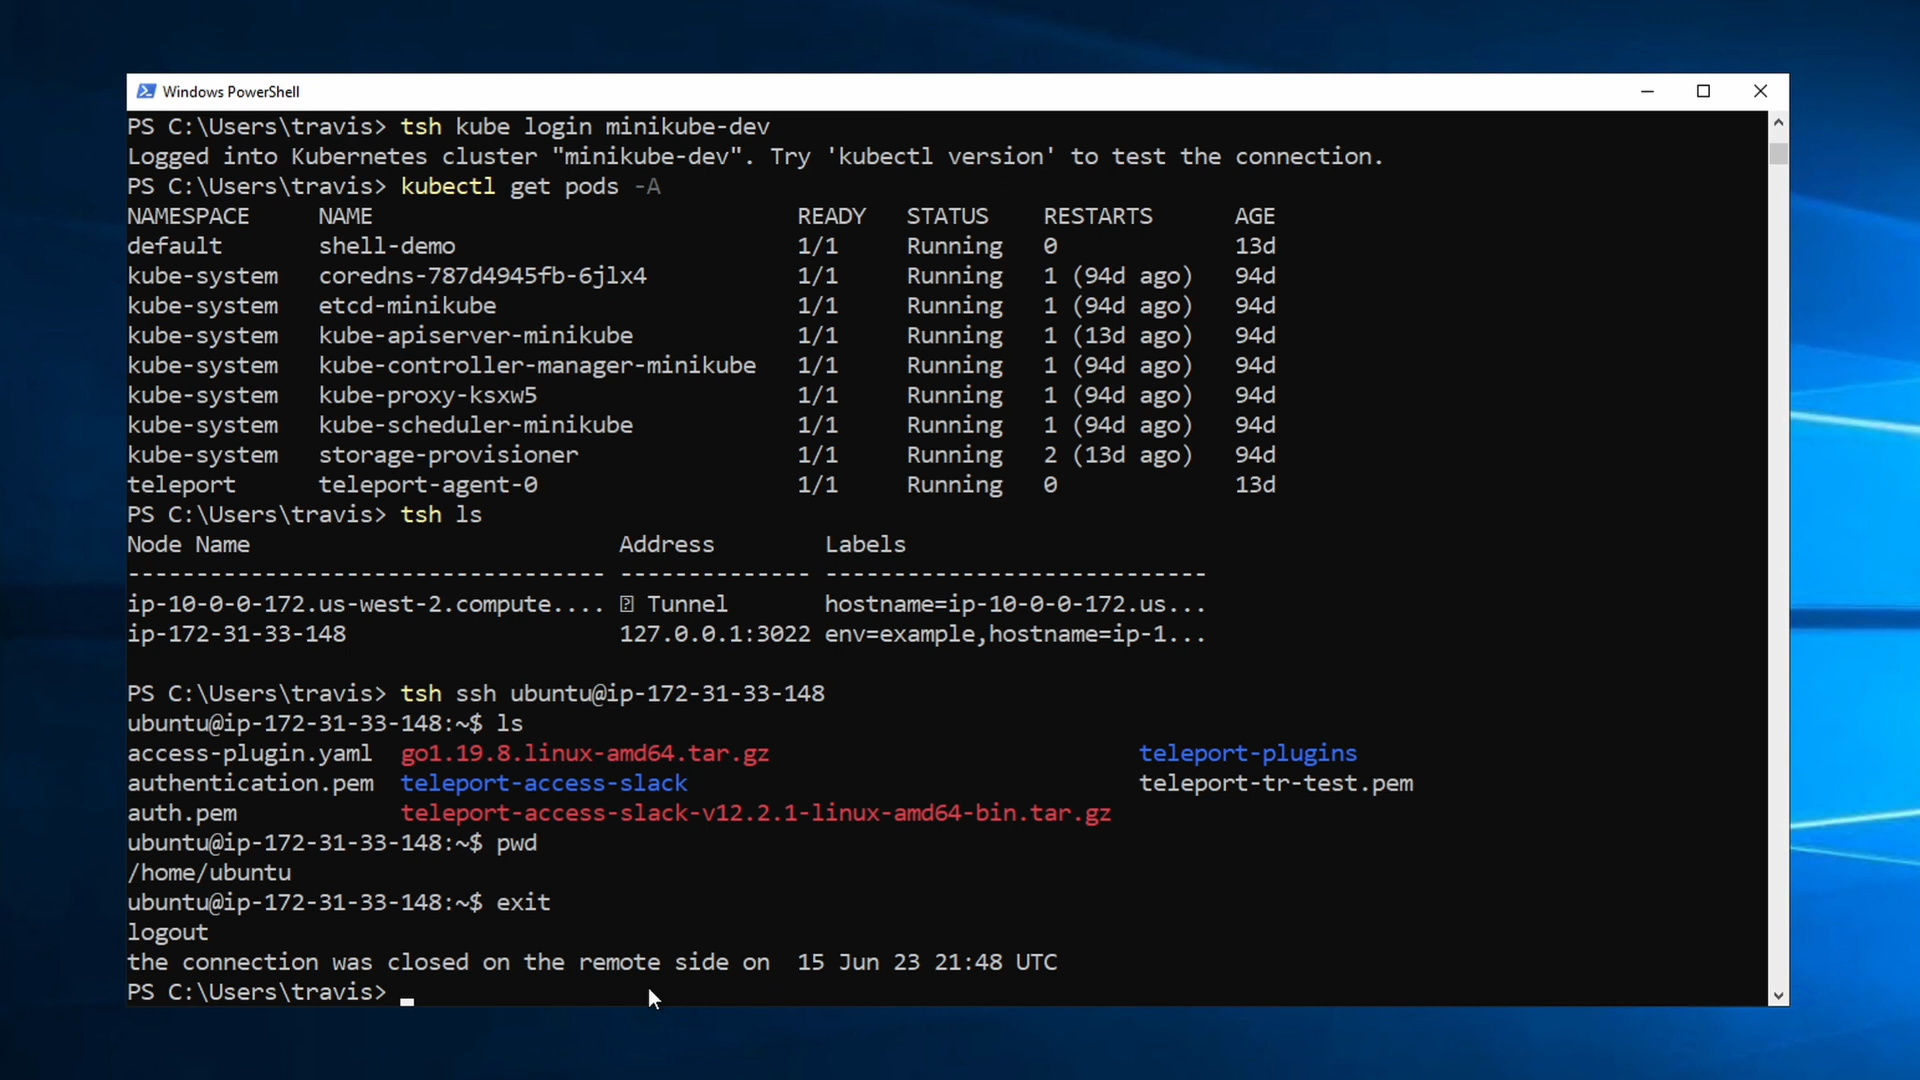 Windows PowerShell
PS C:\Users\travis> tsh kube login minikube-dev
Logged into Kubernetes cluster "minikube-dev". Try 'kubectl version' to test the connection.
PS C:\Users\travis> kubectl get pods -A
NAMESPACE     NAME                               READY   STATUS    RESTARTS      AGE
default       shell-demo                         1/1     Running   0             13d
kube-system   coredns-787d4945fb-6jlx4           1/1     Running   1 (94d ago)   94d
kube-system   etcd-minikube                      1/1     Running   1 (94d ago)   94d
kube-system   kube-apiserver-minikube            1/1     Running   1 (13d ago)   94d
kube-system   kube-controller-manager-minikube   1/1     Running   1 (94d ago)   94d
kube-system   kube-proxy-ksxw5                   1/1     Running   1 (94d ago)   94d
kube-system   kube-scheduler-minikube            1/1     Running   1 (94d ago)   94d
kube-system   storage-provisioner                1/1     Running   2 (13d ago)   94d
teleport      teleport-agent-0                   1/1     Running   0             13d
PS C:\Users\travis> tsh ls
Node Name                           Address        Labels
----------------------------------- -------------- ----------------------------
ip-10-0-0-172.us-west-2.compute.... ⍰ Tunnel       hostname=ip-10-0-0-172.us...
ip-172-31-33-148                    127.0.0.1:3022 env=example,hostname=ip-1...
PS C:\Users\travis> tsh ssh ubuntu@ip-172-31-33-148
ubuntu@ip-172-31-33-148:~$ ls
access-plugin.yaml  go1.19.8.linux-amd64.tar.gz                           teleport-plugins
authentication.pem  teleport-access-slack                                 teleport-tr-test.pem
auth.pem            teleport-access-slack-v12.2.1-linux-amd64-bin.tar.gz
ubuntu@ip-172-31-33-148:~$ pwd
/home/ubuntu
ubuntu@ip-172-31-33-148:~$ exit
logout
the connection was closed on the remote side on  15 Jun 23 21:48 UTC
PS C:\Users\travis>